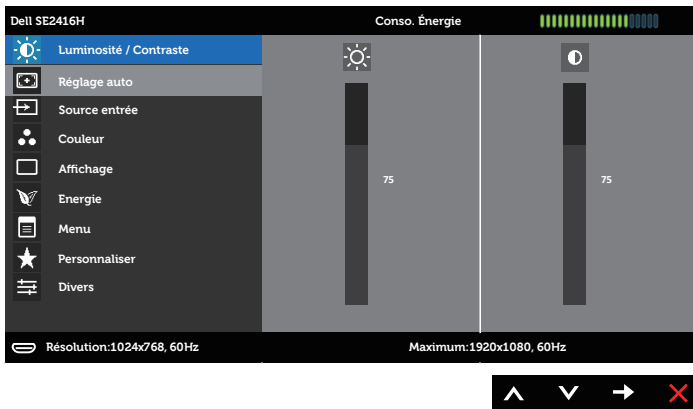 Dell SE2416H Conso. Énergie
Luminosité / Contraste
Réglage auto
Source entrée
Couleur
Affichage
Energie
Menu
Personnaliser
Divers
75 75
Résolution:1024x768, 60Hz Maximum:1920x1080, 60Hz